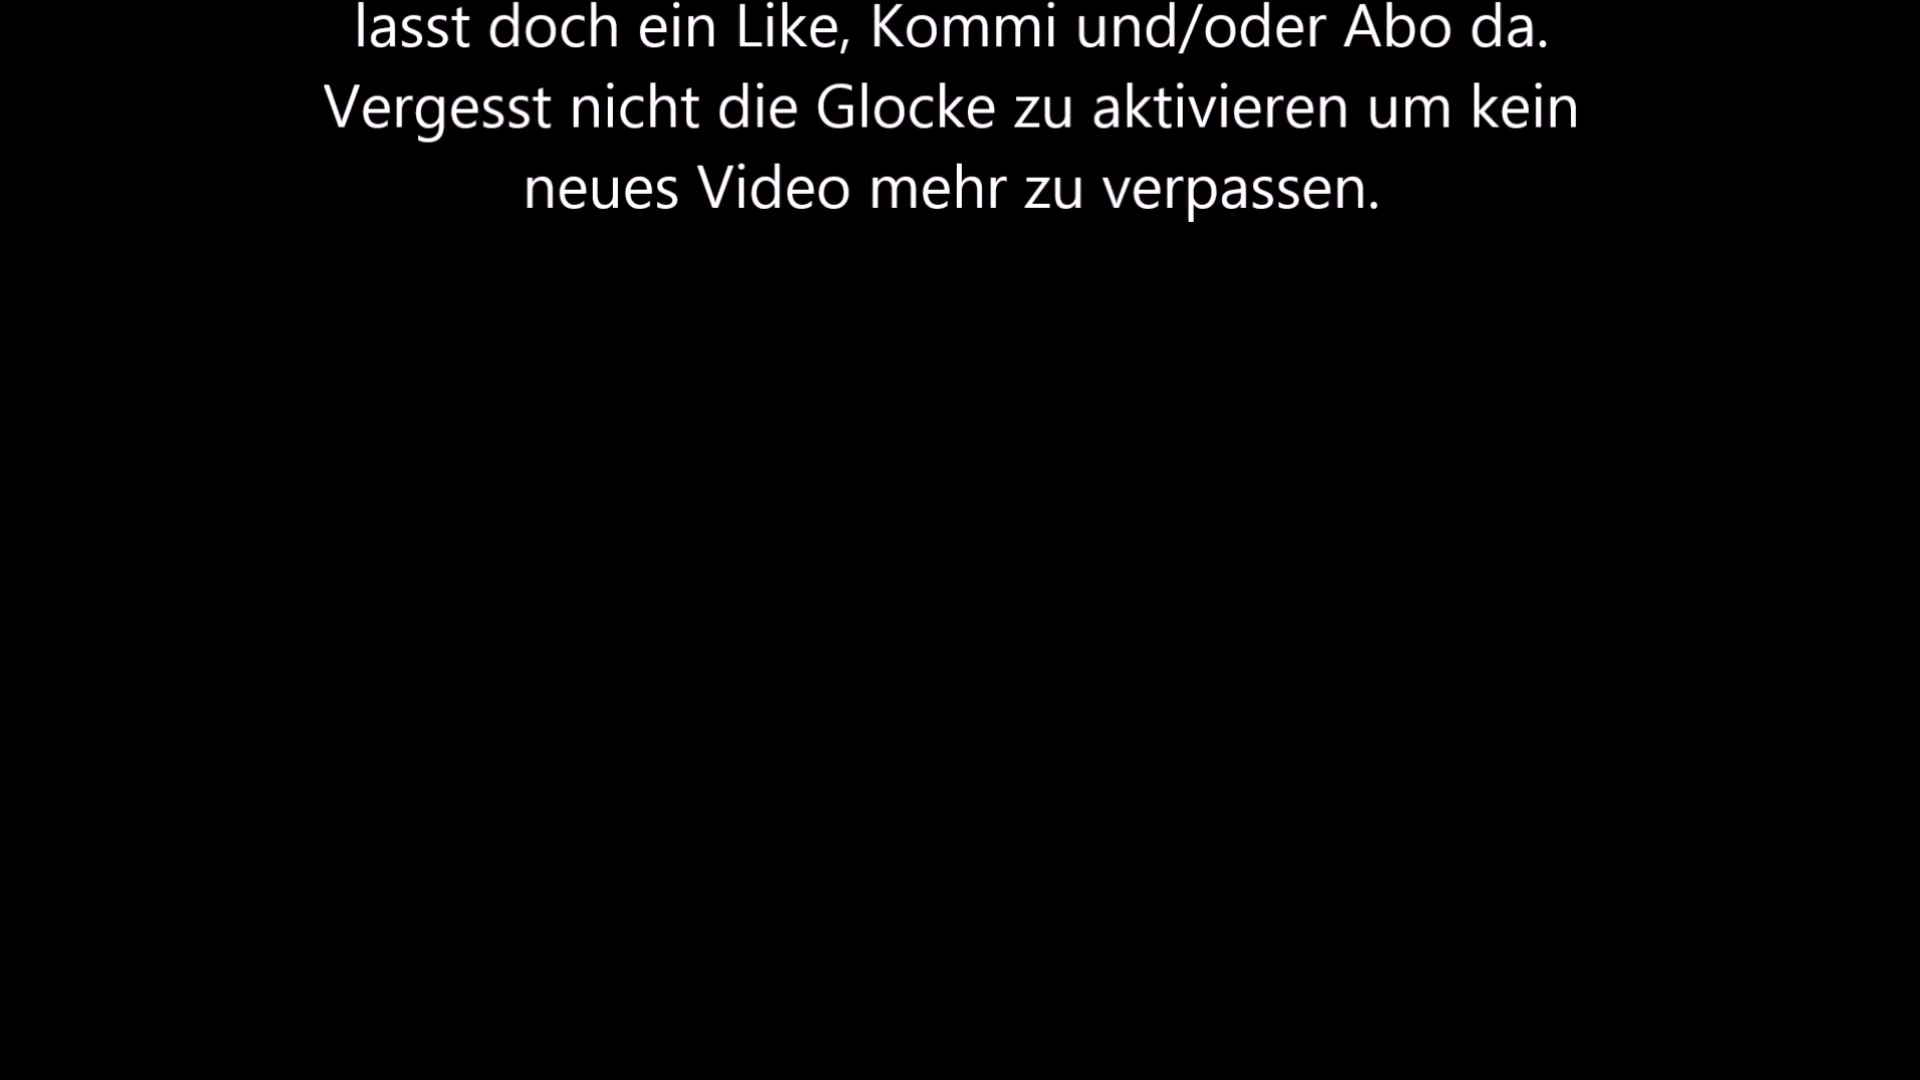 lasst doch ein Like, Kommi und/oder Abo da.
Vergesst nicht die Glocke zu aktivieren um kein
neues Video mehr zu verpassen.